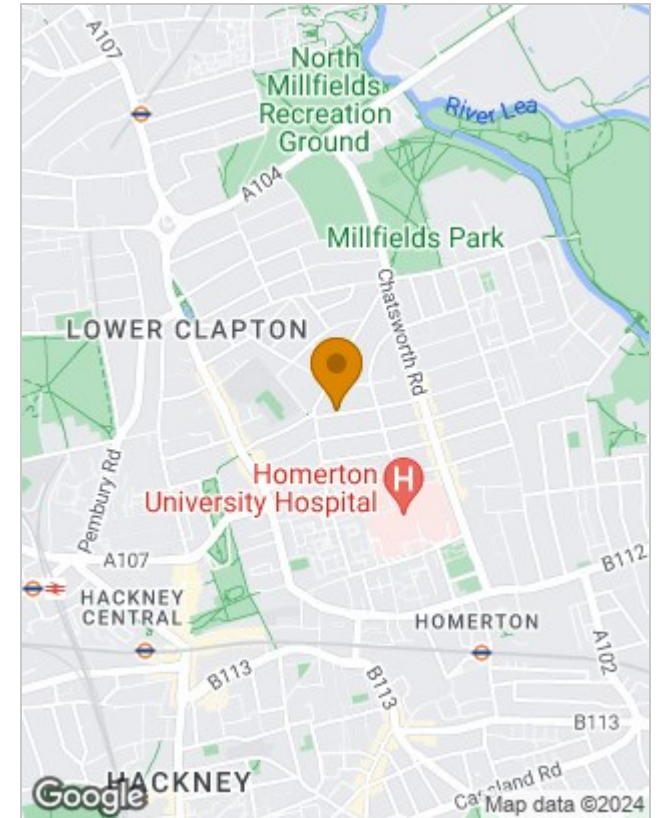 A107
North
Millfields
Recreation
Ground
River Lea
A104
Millfields Park
Chatsworth Rd
LOWER CLAPTON
Pembury Rd
Homerton
University Hospital
H
A107
B112
HACKNEY
CENTRAL
HOMERTON
A102
B113
B113
B113
HACKNEY
Cassland Rd
Google
Map data ©2024